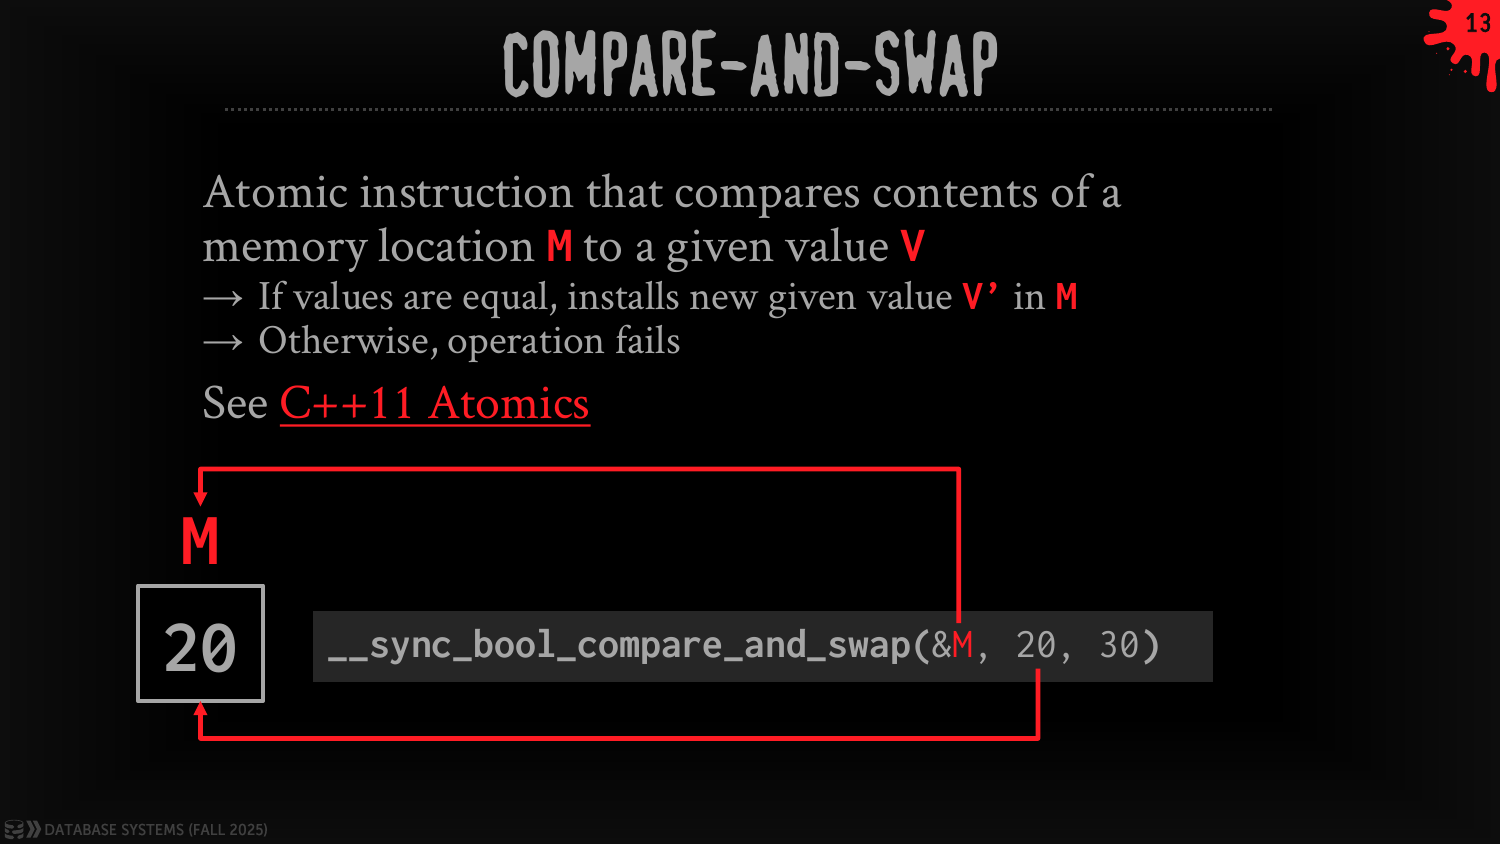 COMPARE-AND-SWAP
13
Atomic instruction that compares contents of a
memory location M to a given value V
→ If values are equal, installs new given value V’ in M
→ Otherwise, operation fails
See C++11 Atomics
M
20
__sync_bool_compare_and_swap(&M, 20, 30)
DATABASE SYSTEMS (FALL 2025)